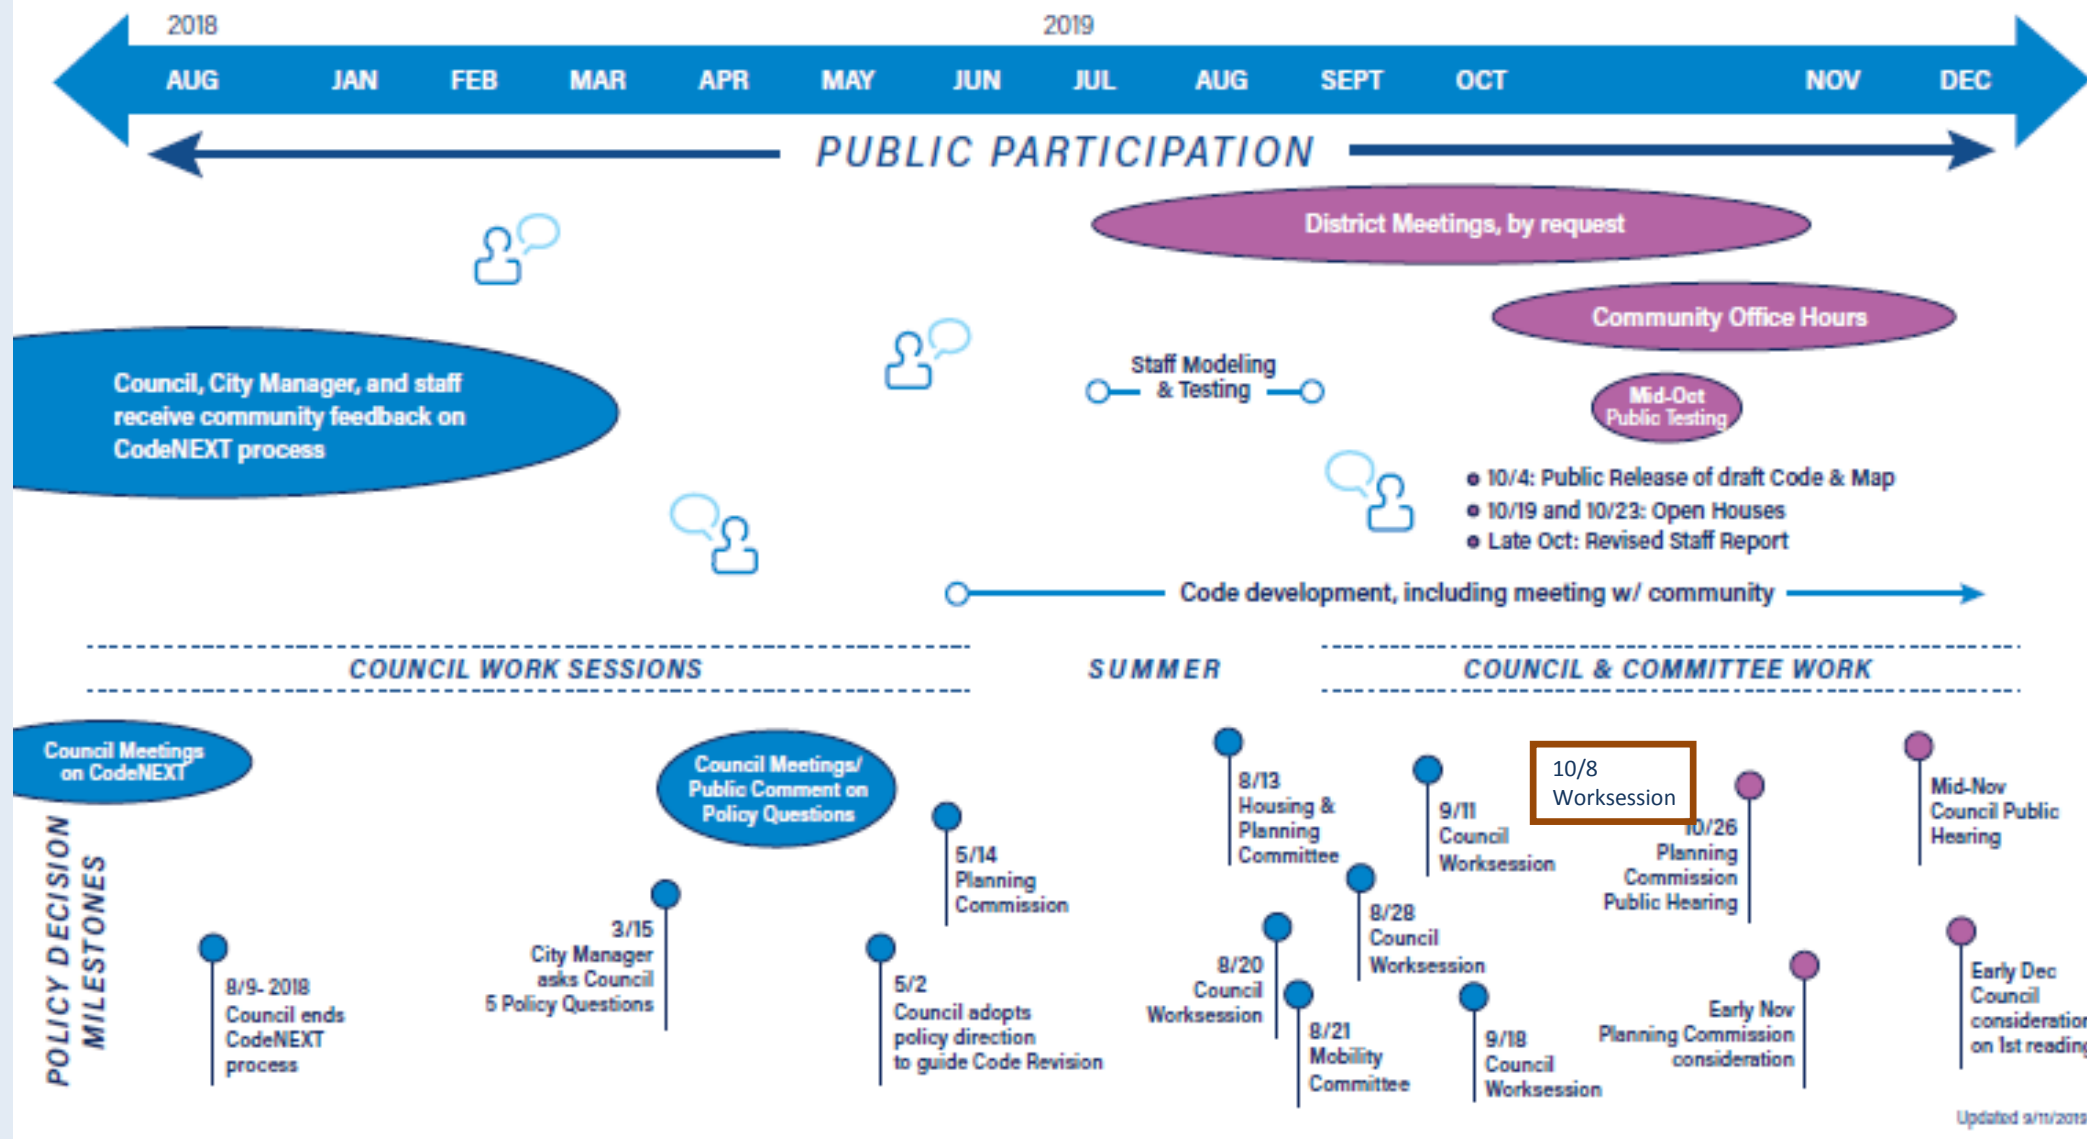 2018
2019
AUG JAN FEB MAR APR MAY JUN JUL AUG SEPT OCT NOV DEC
PUBLIC PARTICIPATION
District Meetings, by request
Community Office Hours
Council, City Manager, and staff
receive community feedback on
CodeNEXT process
Staff Modeling
& Testing
Mid-Oct
Public Testing
10/4: Public Release of draft Code & Map
10/19 and 10/23: Open Houses
Late Oct: Revised Staff Report
Code development, including meeting w/ community
COUNCIL WORK SESSIONS
SUMMER
COUNCIL & COMMITTEE WORK
POLICY DECISION
MILESTONES
Council Meetings
on CodeNEXT
8/9- 2018
Council ends
CodeNEXT
process
3/15
City Manager
asks Council
5 Policy Questions
Council Meetings/
Public Comment on
Policy Questions
5/2
Council adopts
policy direction
to guide Code Revision
5/14
Planning
Commission
8/13
Housing &
Planning
Committee
8/20
Council
Worksession
8/21
Mobility
Committee
8/28
Council
Worksession
9/11
Council
Worksession
9/18
Council
Worksession
10/8
Worksession
10/26
Planning
Commission
Public Hearing
Early Nov
Planning Commission
consideration
Mid-Nov
Council Public
Hearing
Early Dec
Council
consideration
on 1st reading
Updated 9/11/2019